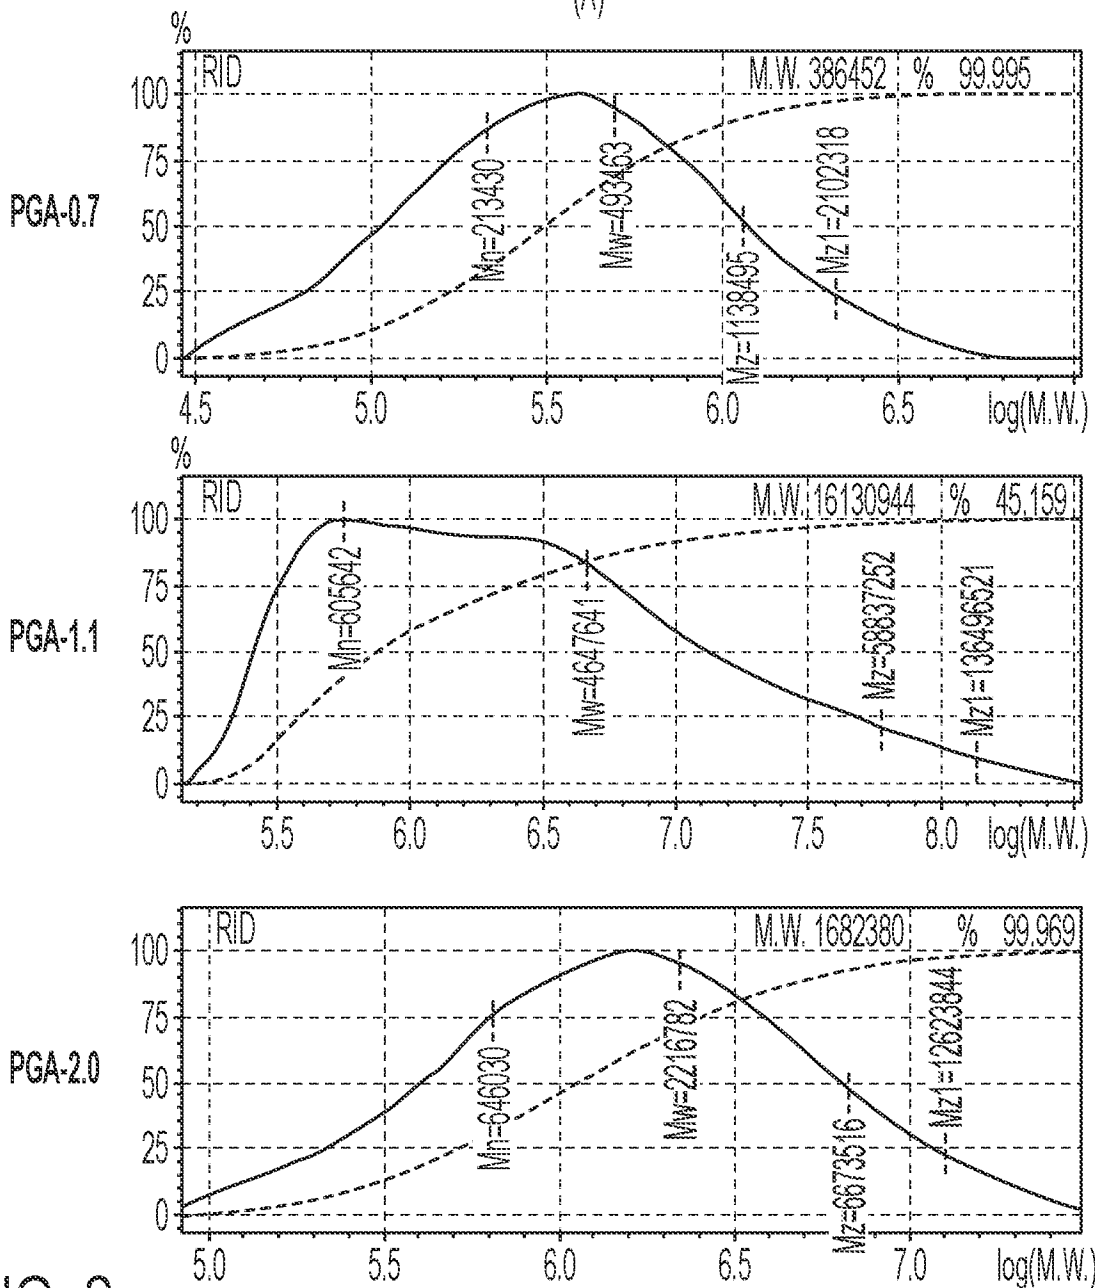 (A)
%
RID M.W. 386452 % 99.995
100
75
50
25
0
PGA-0.7
Mn=213430
Mw=493463
Mz=1138495
Mz1=2102318
4.5 5.0 5.5 6.0 6.5 log(M.W.)
%
RID M.W. 16130944 % 45.159
100
75
50
25
0
PGA-1.1
Mn=605642
Mw=4647641
Mz=58837252
Mz1=136496521
5.5 6.0 6.5 7.0 7.5 8.0 log(M.W.)
RID M.W. 1682380 % 99.969
100
75
50
25
0
PGA-2.0
Mn=646030
Mw=2216782
Mz=6673516
Mz1=12623844
5.0 5.5 6.0 6.5 7.0 log(M.W.)